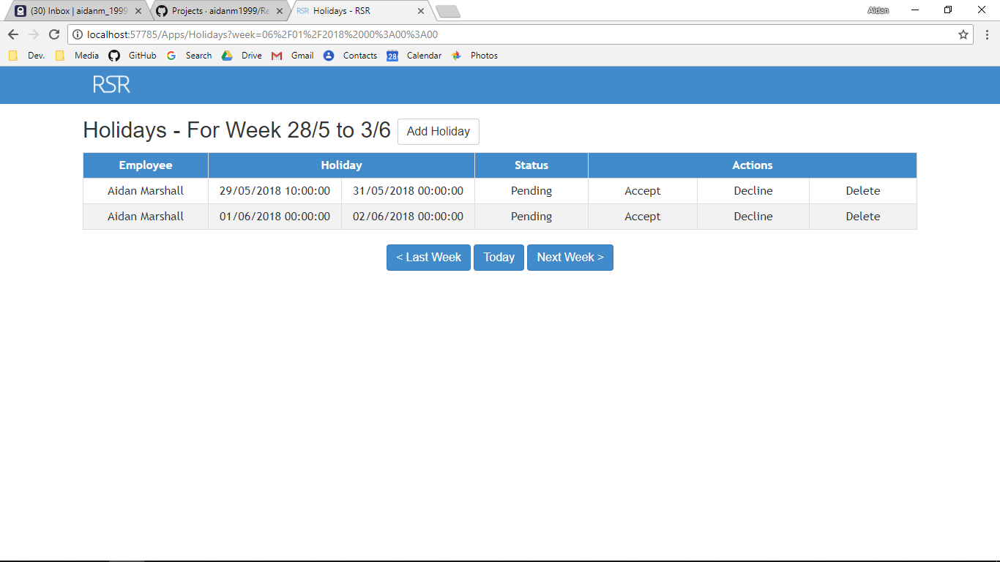 (30) Inbox | aidanm_1999 Projects · aidanm1999/Re RSR Holidays - RSR Aidan
localhost:57785/Apps/Holidays?week=06%2F01%2F2018%2000%3A00%3A00
Dev. Media GitHub Search Drive Gmail Contacts 28 Calendar Photos
RSR
Holidays - For Week 28/5 to 3/6 Add Holiday
Employee Holiday Status Actions
Aidan Marshall 29/05/2018 10:00:00 31/05/2018 00:00:00 Pending Accept Decline Delete
Aidan Marshall 01/06/2018 00:00:00 02/06/2018 00:00:00 Pending Accept Decline Delete
< Last Week Today Next Week >